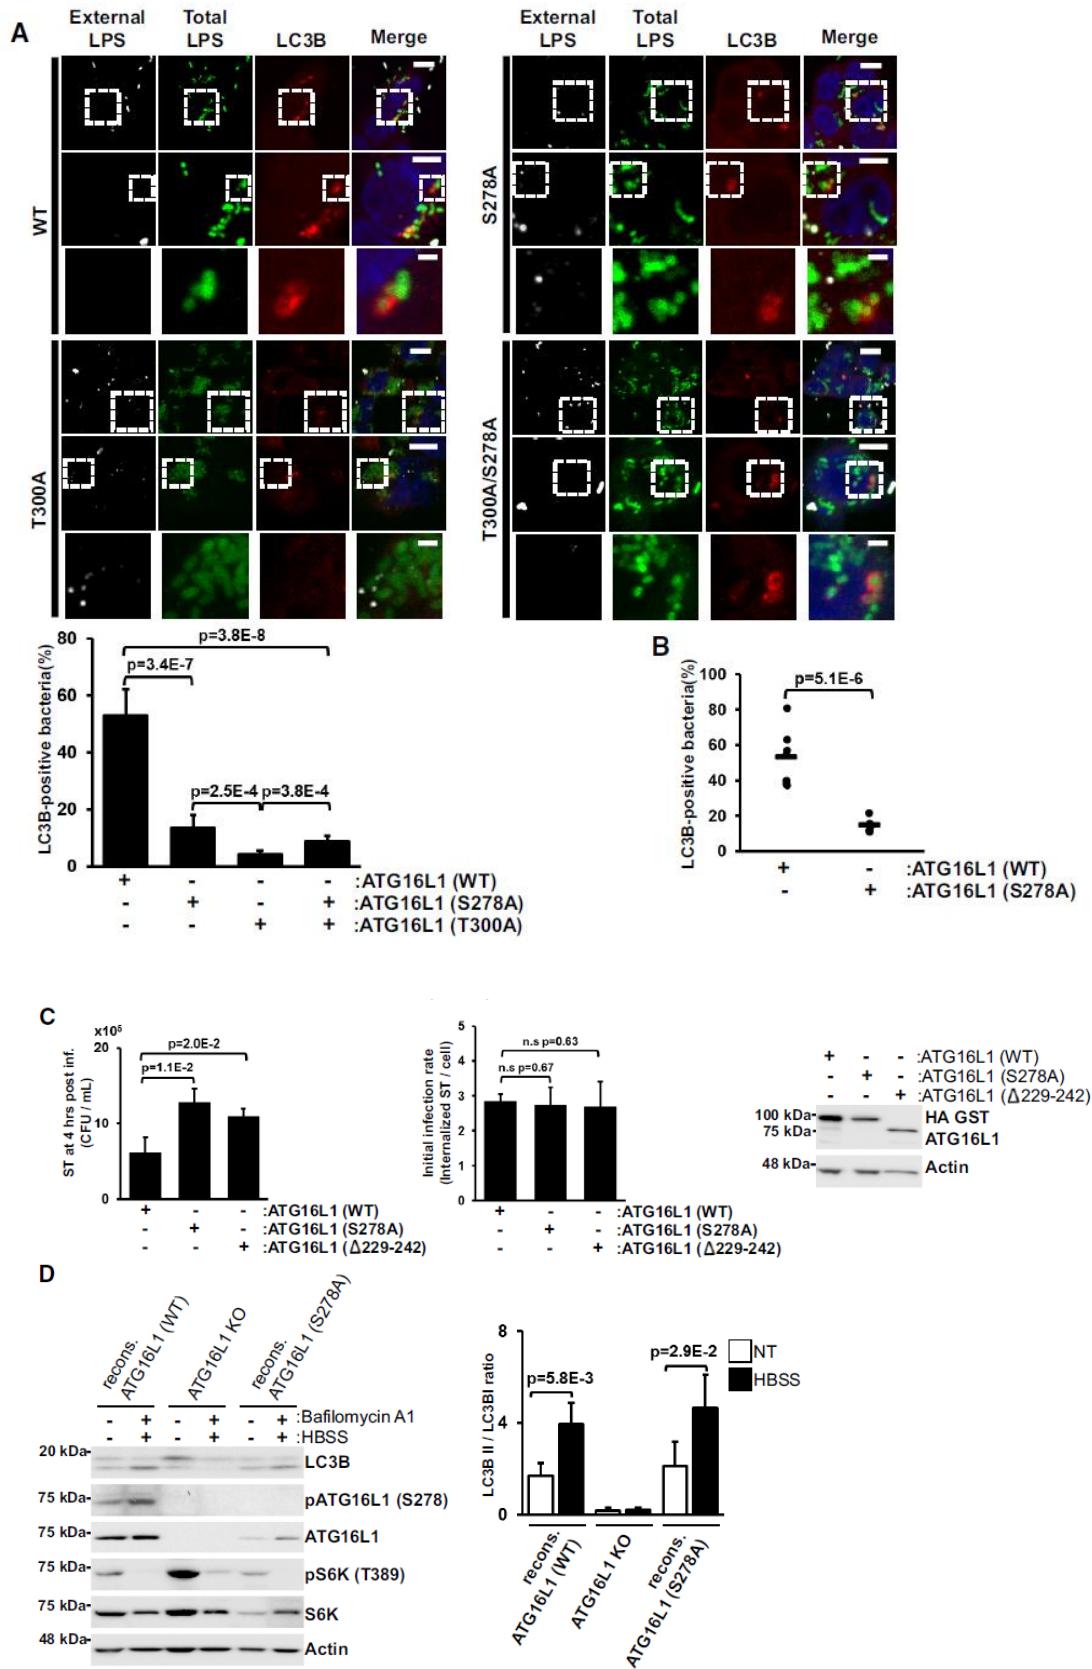 A
External LPS
Total LPS
LC3B
Merge
External LPS
Total LPS
LC3B
Merge
WT
S278A
T300A
T300A/S278A
80
60
40
20
0
LC3B-positive bacteria(%)
p=3.8E-8
p=3.4E-7
p=2.5E-4
p=3.8E-4
+ - - - :ATG16L1 (WT)
- + - + :ATG16L1 (S278A)
- - + + :ATG16L1 (T300A)
B
100
80
60
40
20
0
LC3B-positive bacteria(%)
p=5.1E-6
+ - :ATG16L1 (WT)
- + :ATG16L1 (S278A)
C
x10⁵
20
10
0
ST at 4 hrs post inf.
(CFU / mL)
p=2.0E-2
p=1.1E-2
+ - - :ATG16L1 (WT)
- + - :ATG16L1 (S278A)
- - + :ATG16L1 (Δ229-242)
5
4
3
2
1
0
Initial infection rate
(Internalized ST / cell)
n.s p=0.63
n.s p=0.67
+ - - :ATG16L1 (WT)
- + - :ATG16L1 (S278A)
- - + :ATG16L1 (Δ229-242)
+ - - :ATG16L1 (WT)
- + - :ATG16L1 (S278A)
- - + :ATG16L1 (Δ229-242)
100 kDa- HA GST
75 kDa- ATG16L1
48 kDa- Actin
D
recons.
ATG16L1 (WT)
ATG16L1 KO
recons.
ATG16L1 (S278A)
- + - + - + :Bafilomycin A1
- + - + - + :HBSS
20 kDa- LC3B
75 kDa- pATG16L1 (S278)
75 kDa- ATG16L1
75 kDa- pS6K (T389)
75 kDa- S6K
48 kDa- Actin
8
4
0
LC3B II / LC3BI ratio
p=5.8E-3
p=2.9E-2
NT
HBSS
recons.
ATG16L1 (WT)
ATG16L1 KO
recons.
ATG16L1 (S278A)